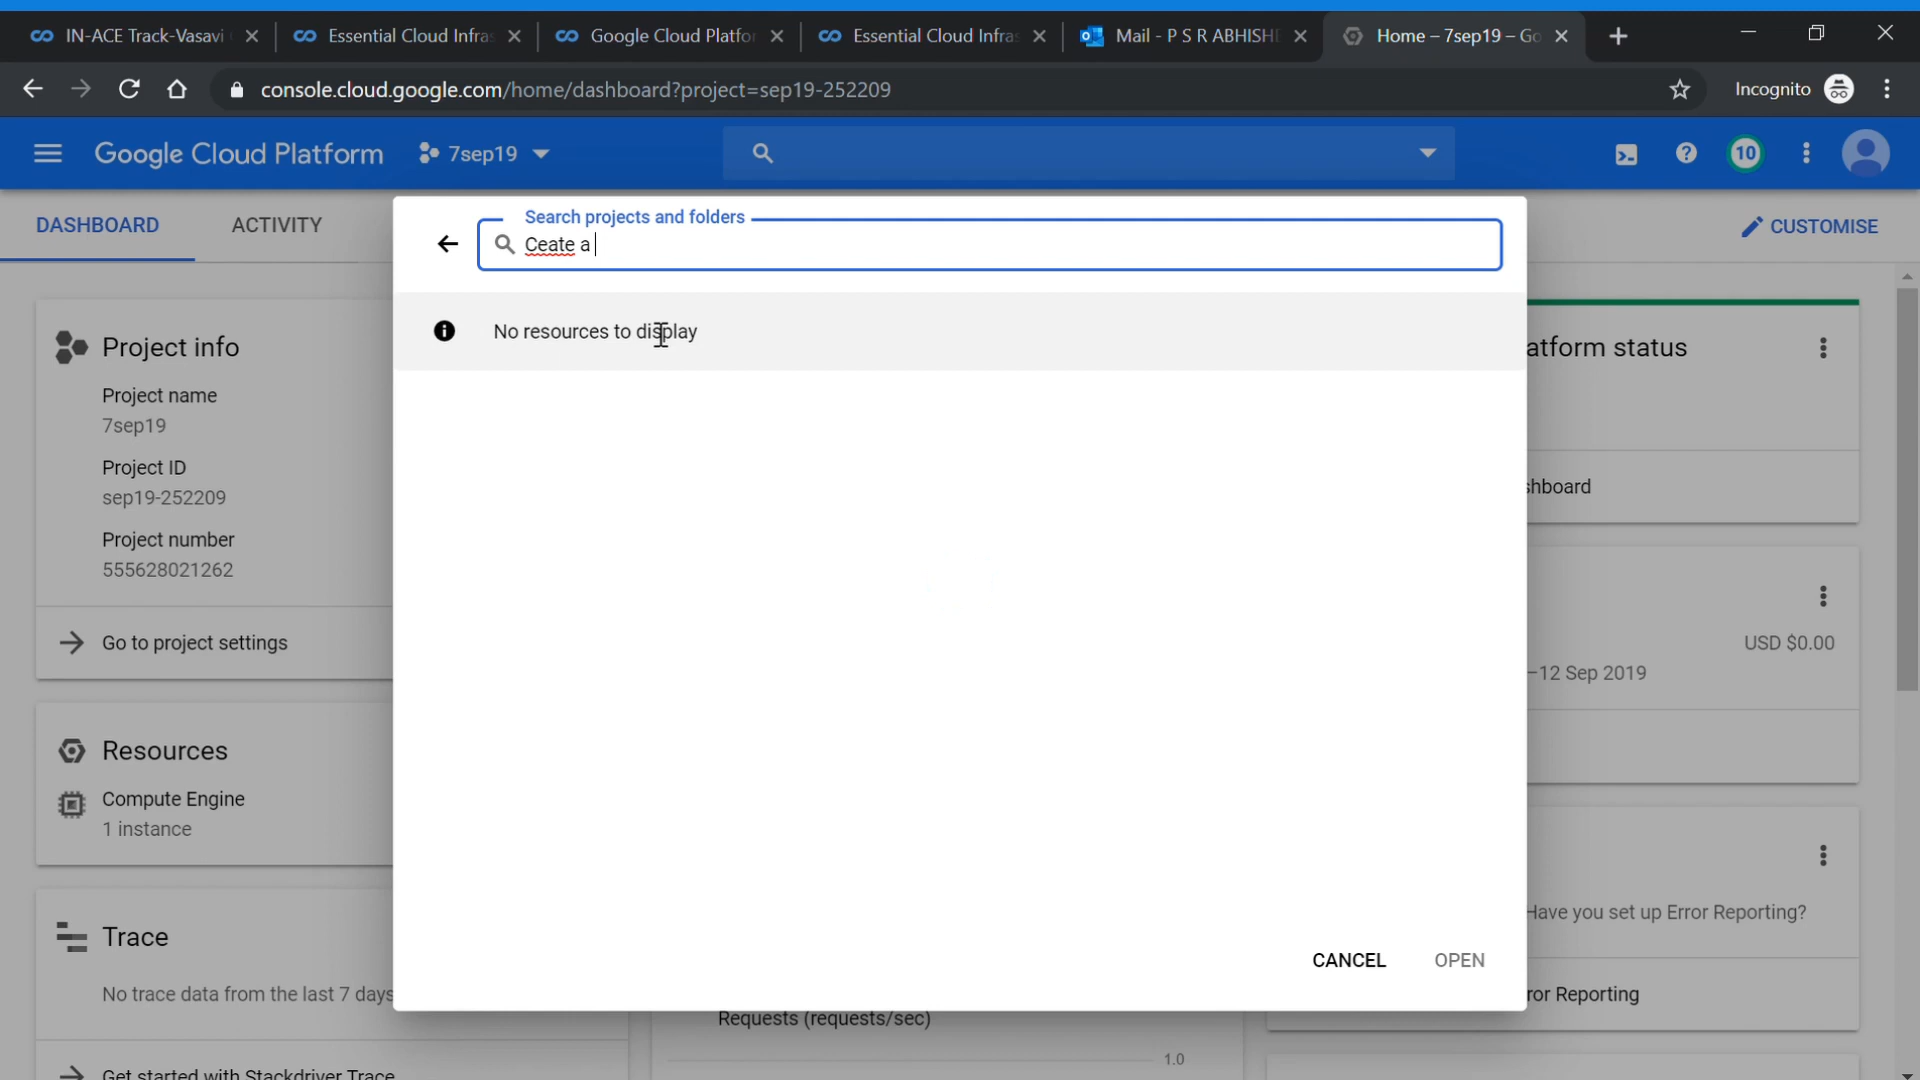 IN-ACE Track-Vasavi
Essential Cloud Infras
Google Cloud Platfo
Essential Cloud Infras
Mail - P S R ABHISHE
Home – 7sep19 – Go
console.cloud.google.com/home/dashboard?project=sep19-252209
Incognito
Google Cloud Platform
7sep19
10
DASHBOARD
ACTIVITY
CUSTOMISE
Search projects and folders
Ceate a
No resources to display
CANCEL
OPEN
Project info
Project name
7sep19
Project ID
sep19-252209
Project number
555628021262
Go to project settings
Resources
Compute Engine
1 instance
Trace
No trace data from the last 7 days
Get started with Stackdriver Trace
Requests (requests/sec)
1.0
atform status
shboard
USD $0.00
–12 Sep 2019
Have you set up Error Reporting?
ror Reporting